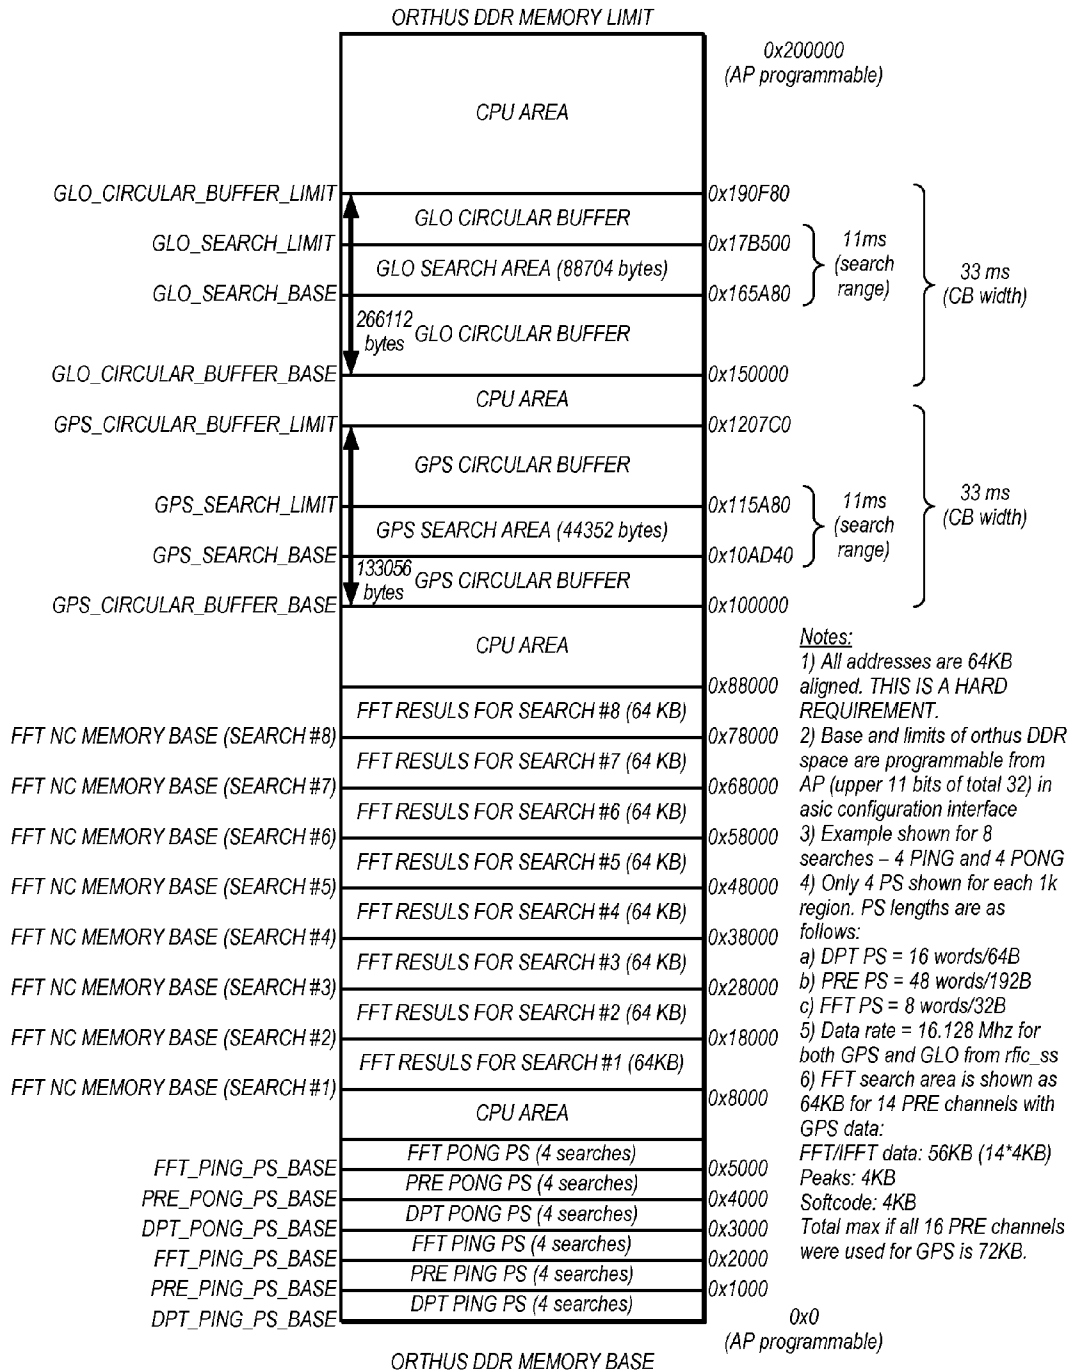 ORTHUS DDR MEMORY LIMIT
0x200000
(AP programmable)
CPU AREA
GLO_CIRCULAR_BUFFER_LIMIT
0x190F80
GLO CIRCULAR BUFFER
GLO_SEARCH_LIMIT
0x17B500
GLO SEARCH AREA (88704 bytes)
11ms
(search
range)
GLO_SEARCH_BASE
0x165A80
33 ms
(CB width)
266112
bytes
GLO CIRCULAR BUFFER
GLO_CIRCULAR_BUFFER_BASE
0x150000
CPU AREA
GPS_CIRCULAR_BUFFER_LIMIT
0x1207C0
GPS CIRCULAR BUFFER
GPS_SEARCH_LIMIT
0x115A80
GPS SEARCH AREA (44352 bytes)
11ms
(search
range)
33 ms
(CB width)
GPS_SEARCH_BASE
0x10AD40
133056
bytes
GPS CIRCULAR BUFFER
GPS_CIRCULAR_BUFFER_BASE
0x100000
CPU AREA
0x88000
FFT RESULS FOR SEARCH #8 (64 KB)
FFT NC MEMORY BASE (SEARCH #8)
0x78000
FFT RESULS FOR SEARCH #7 (64 KB)
FFT NC MEMORY BASE (SEARCH #7)
0x68000
FFT RESULS FOR SEARCH #6 (64 KB)
FFT NC MEMORY BASE (SEARCH #6)
0x58000
FFT RESULS FOR SEARCH #5 (64 KB)
FFT NC MEMORY BASE (SEARCH #5)
0x48000
FFT RESULS FOR SEARCH #4 (64 KB)
FFT NC MEMORY BASE (SEARCH #4)
0x38000
FFT RESULS FOR SEARCH #3 (64 KB)
FFT NC MEMORY BASE (SEARCH #3)
0x28000
FFT RESULS FOR SEARCH #2 (64 KB)
FFT NC MEMORY BASE (SEARCH #2)
0x18000
FFT RESULS FOR SEARCH #1 (64KB)
FFT NC MEMORY BASE (SEARCH #1)
0x8000
CPU AREA
FFT PONG PS (4 searches)
FFT_PING_PS_BASE
0x5000
PRE PONG PS (4 searches)
PRE_PONG_PS_BASE
0x4000
DPT PONG PS (4 searches)
DPT_PONG_PS_BASE
0x3000
FFT PING PS (4 searches)
FFT_PING_PS_BASE
0x2000
PRE PING PS (4 searches)
PRE_PING_PS_BASE
0x1000
DPT PING PS (4 searches)
DPT_PING_PS_BASE
0x0
(AP programmable)
ORTHUS DDR MEMORY BASE
Notes:
1) All addresses are 64KB
aligned. THIS IS A HARD
REQUIREMENT.
2) Base and limits of orthus DDR
space are programmable from
AP (upper 11 bits of total 32) in
asic configuration interface
3) Example shown for 8
searches – 4 PING and 4 PONG
4) Only 4 PS shown for each 1k
region. PS lengths are as
follows:
a) DPT PS = 16 words/64B
b) PRE PS = 48 words/192B
c) FFT PS = 8 words/32B
5) Data rate = 16.128 Mhz for
both GPS and GLO from rfic_ss
6) FFT search area is shown as
64KB for 14 PRE channels with
GPS data:
FFT/IFFT data: 56KB (14*4KB)
Peaks: 4KB
Softcode: 4KB
Total max if all 16 PRE channels
were used for GPS is 72KB.